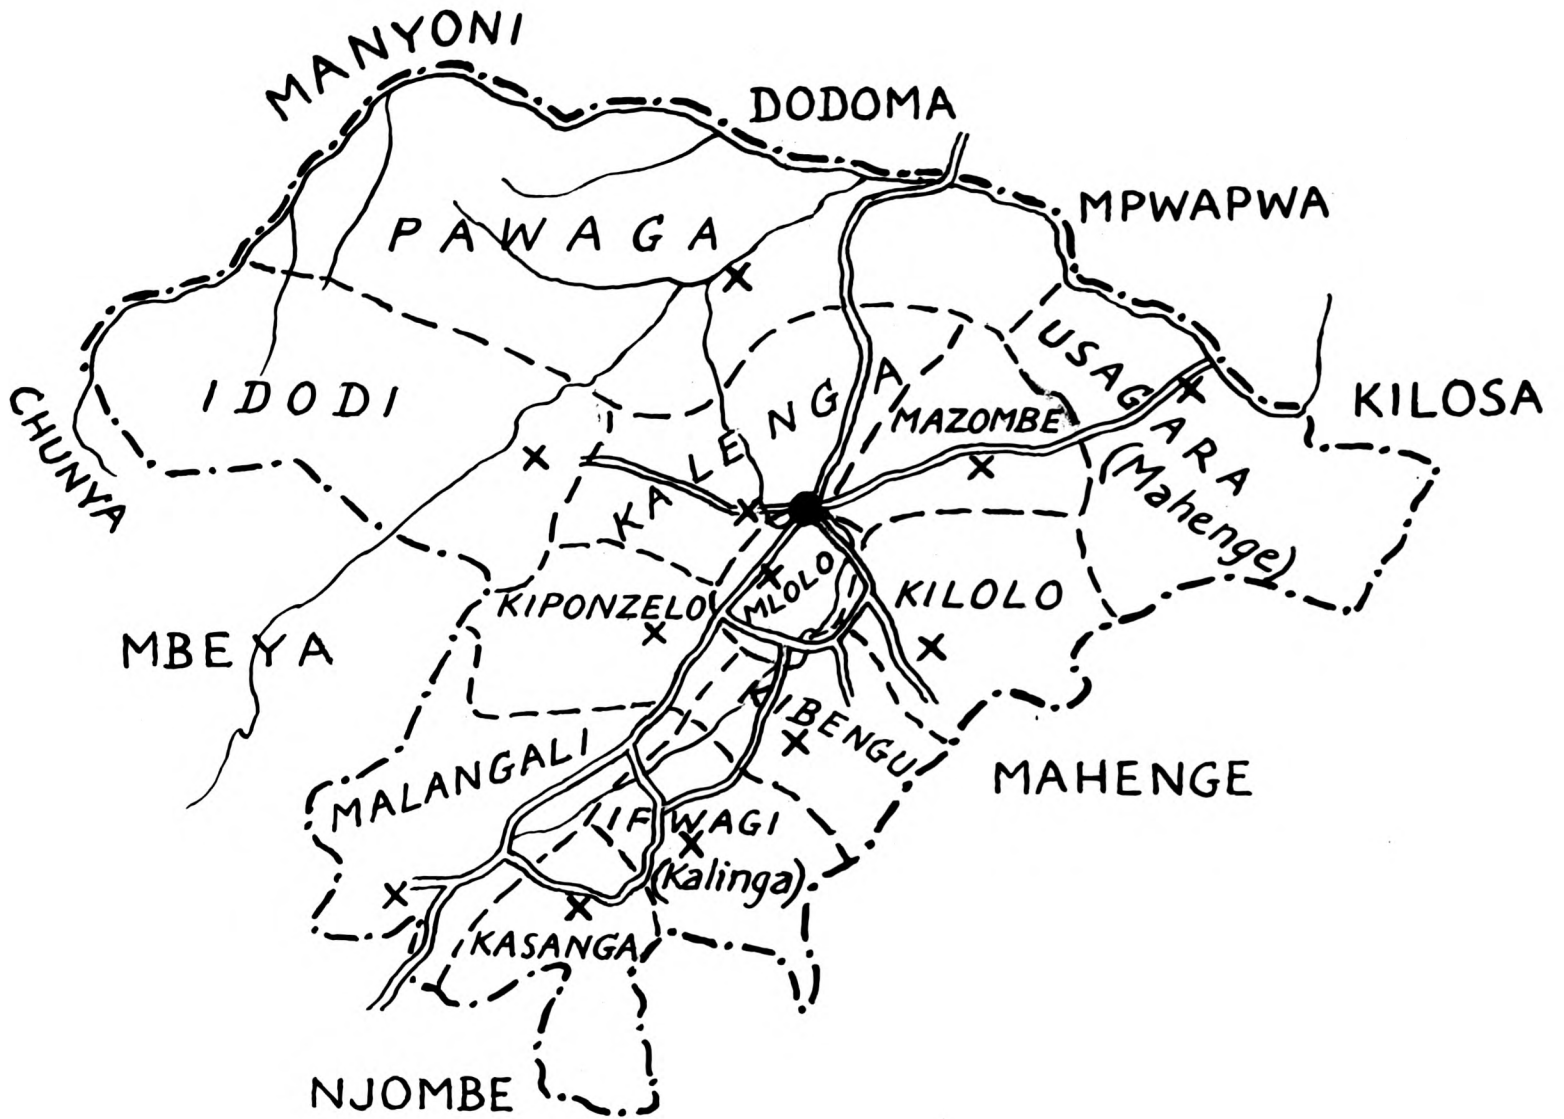 MANYONI
DODOMA
MPWAPWA
PAWAGA
USAGARA
(Mahenge)
IDODI
KILOSA
CHUNYA
KALENGA
MAZOMBE
MLOLO
KIPONZELO
KILOLO
MBEYA
KIBENGU
MALANGALI
MAHENGE
IFWAGI
(Kalinga)
KASANGA
NJOMBE